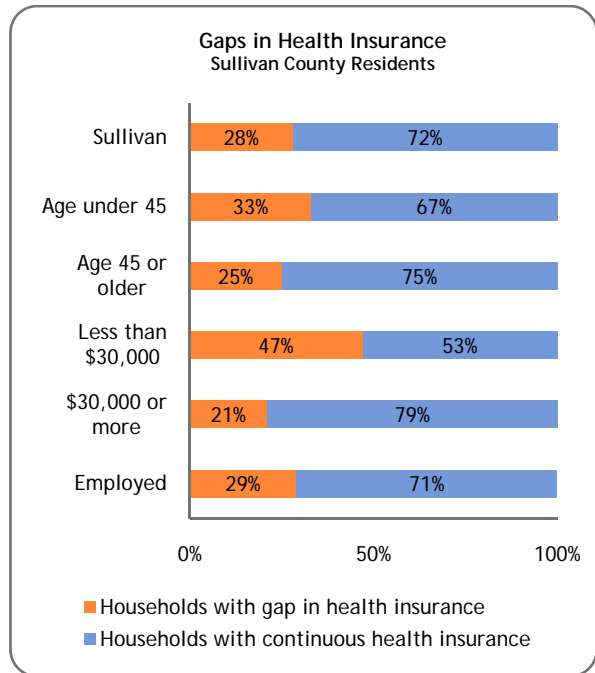 Gaps in Health Insurance
Sullivan County Residents
Sullivan
28%
72%
Age under 45
33%
67%
Age 45 or
older
25%
75%
Less than
$30,000
47%
53%
$30,000 or
more
21%
79%
Employed
29%
71%
0%
50%
100%
Households with gap in health insurance
Households with continuous health insurance